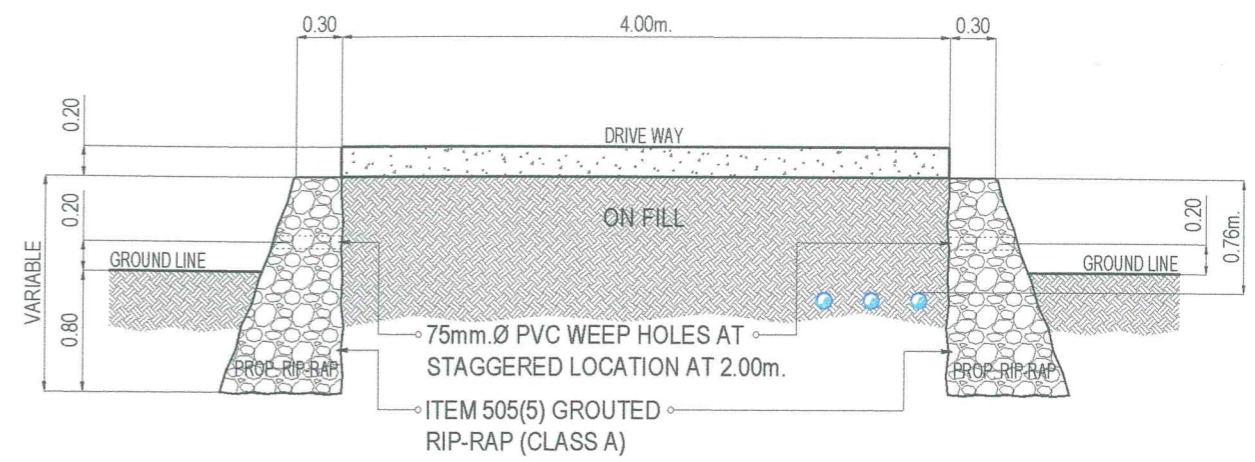 0.30
4.00m.
0.30
0.20
DRIVE WAY
ON FILL
0.20
VARIABLE
GROUND LINE
0.80
0.20
0.76m.
GROUND LINE
75mm.Ø PVC WEEP HOLES AT
STAGGERED LOCATION AT 2.00m.
PROP. RIP-RAP
PROP. RIP-RAP
ITEM 505(5) GROUTED
RIP-RAP (CLASS A)